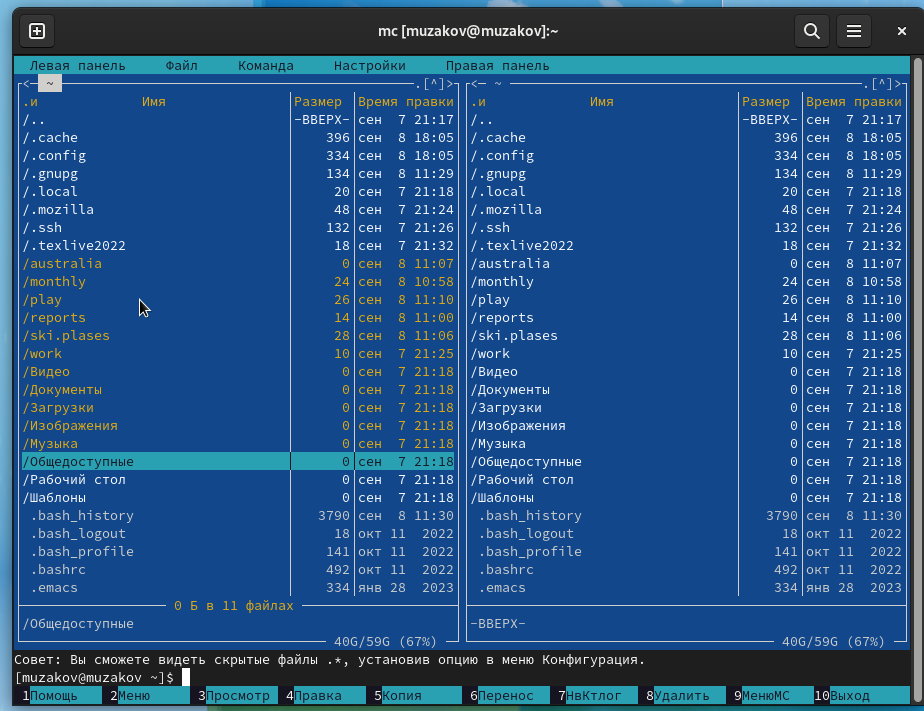 mc [muzakov@muzakov]:~
Левая панель Файл Команда Настройки Правая панель
<─ ~ .[^]> <─ ~ .[^]>
.и Имя Размер Время правки .и Имя Размер Время правки
/.. -ВВЕРХ- сен 7 21:17 /.. -ВВЕРХ- сен 7 21:17
/.cache 396 сен 8 18:05 /.cache 396 сен 8 18:05
/.config 334 сен 8 18:05 /.config 334 сен 8 18:05
/.gnupg 134 сен 8 11:29 /.gnupg 134 сен 8 11:29
/.local 20 сен 7 21:18 /.local 20 сен 7 21:18
/.mozilla 48 сен 7 21:24 /.mozilla 48 сен 7 21:24
/.ssh 132 сен 7 21:26 /.ssh 132 сен 7 21:26
/.texlive2022 18 сен 7 21:32 /.texlive2022 18 сен 7 21:32
/australia 0 сен 8 11:07 /australia 0 сен 8 11:07
/monthly 24 сен 8 10:58 /monthly 24 сен 8 10:58
/play 26 сен 8 11:10 /play 26 сен 8 11:10
/reports 14 сен 8 11:00 /reports 14 сен 8 11:00
/ski.plases 28 сен 8 11:06 /ski.plases 28 сен 8 11:06
/work 10 сен 7 21:25 /work 10 сен 7 21:25
/Видео 0 сен 7 21:18 /Видео 0 сен 7 21:18
/Документы 0 сен 7 21:18 /Документы 0 сен 7 21:18
/Загрузки 0 сен 7 21:18 /Загрузки 0 сен 7 21:18
/Изображения 0 сен 7 21:18 /Изображения 0 сен 7 21:18
/Музыка 0 сен 7 21:18 /Музыка 0 сен 7 21:18
/Общедоступные 0 сен 7 21:18 /Общедоступные 0 сен 7 21:18
/Рабочий стол 0 сен 7 21:18 /Рабочий стол 0 сен 7 21:18
/Шаблоны 0 сен 7 21:18 /Шаблоны 0 сен 7 21:18
.bash_history 3790 сен 8 11:30 .bash_history 3790 сен 8 11:30
.bash_logout 18 окт 11 2022 .bash_logout 18 окт 11 2022
.bash_profile 141 окт 11 2022 .bash_profile 141 окт 11 2022
.bashrc 492 окт 11 2022 .bashrc 492 окт 11 2022
.emacs 334 янв 28 2023 .emacs 334 янв 28 2023
0 Б в 11 файлах
/Общедоступные -ВВЕРХ-
40G/59G (67%) 40G/59G (67%)
Совет: Вы сможете видеть скрытые файлы .*, установив опцию в меню Конфигурация.
[muzakov@muzakov ~]$
1Помощь 2Меню 3Просмотр 4Правка 5Копия 6Перенос 7НвКтлог 8Удалить 9МенюМС 10Выход